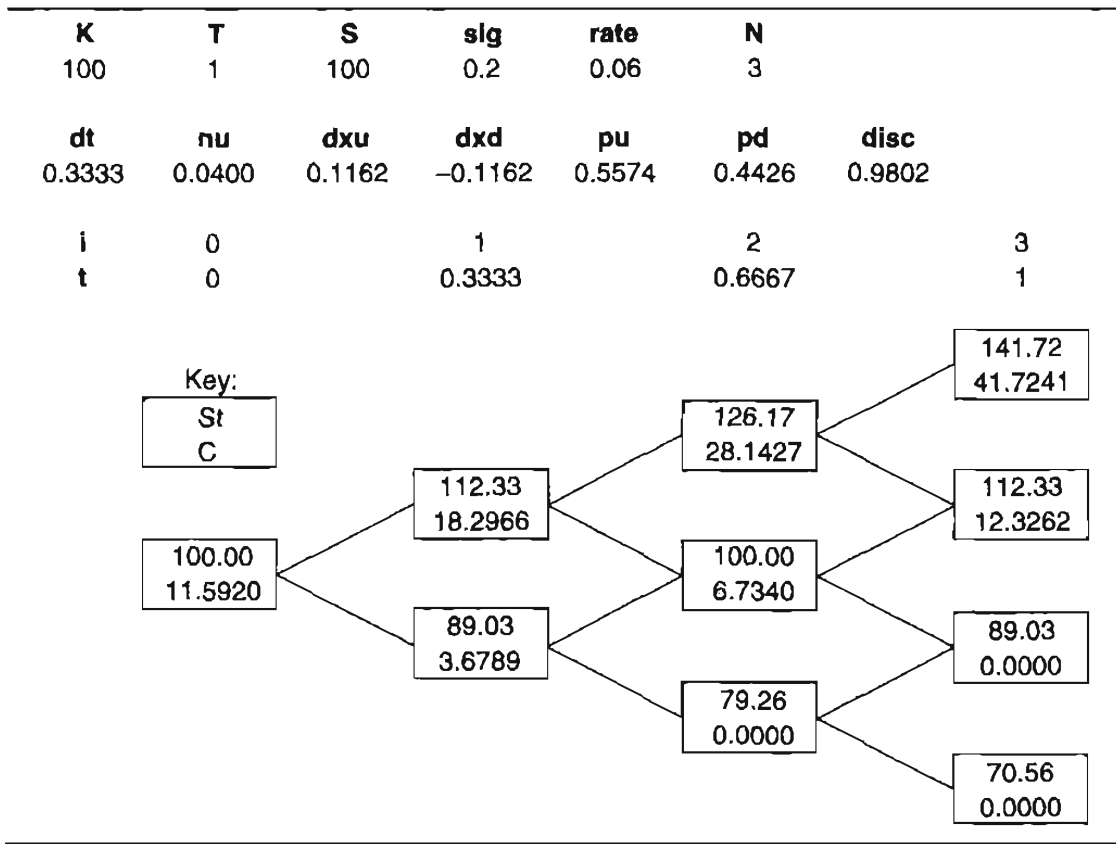 K T S sig rate N
100 1 100 0.2 0.06 3
dt nu dxu dxd pu pd disc
0.3333 0.0400 0.1162 −0.1162 0.5574 0.4426 0.9802
i 0 1 2 3
t 0 0.3333 0.6667 1
Key:
St
C
100.00
11.5920
112.33
18.2966
89.03
3.6789
126.17
28.1427
100.00
6.7340
79.26
0.0000
141.72
41.7241
112.33
12.3262
89.03
0.0000
70.56
0.0000